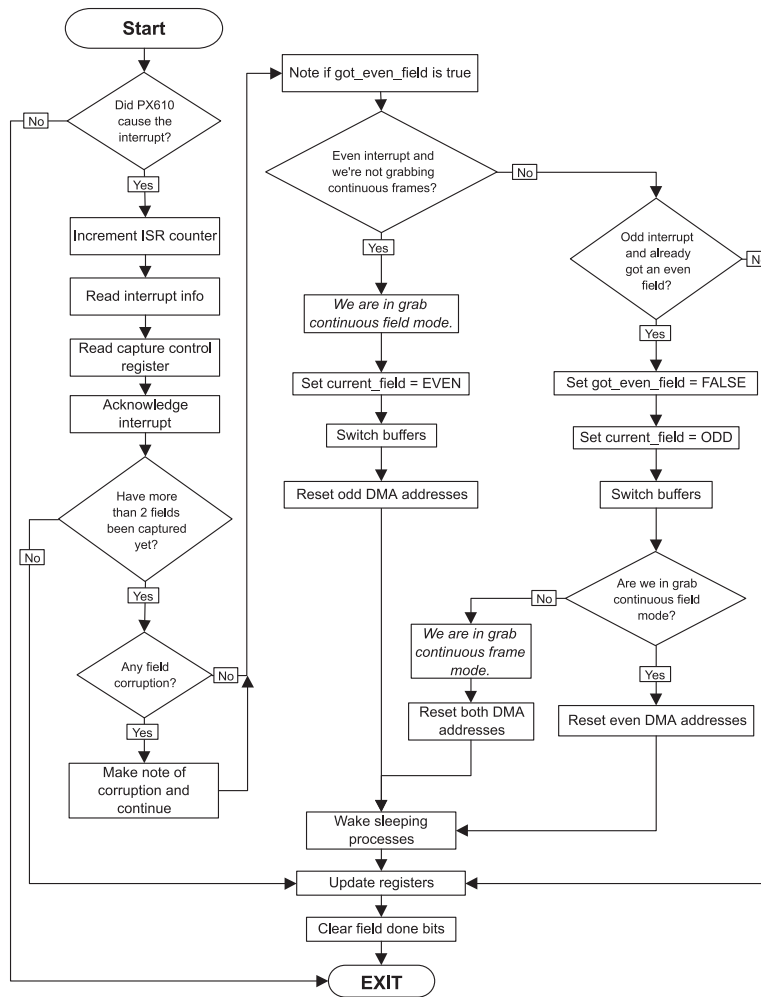 Start
Did PX610
cause the
interrupt?
No
Yes
Increment ISR counter
Read interrupt info
Read capture control
register
Acknowledge
interrupt
Have more
than 2 fields
been captured
yet?
No
Yes
Any field
corruption?
No
Yes
Make note of
corruption and
continue
Note if got_even_field is true
Even interrupt and
we're not grabbing
continuous frames?
No
Yes
We are in grab
continuous field mode.
Set current_field = EVEN
Switch buffers
Reset odd DMA addresses
Odd interrupt
and already
got an even
field?
No
Yes
Set got_even_field = FALSE
Set current_field = ODD
Switch buffers
Are we in grab
continuous field
mode?
No
Yes
We are in grab
continuous frame
mode.
Reset both DMA
addresses
Reset even DMA addresses
Wake sleeping
processes
Update registers
Clear field done bits
EXIT